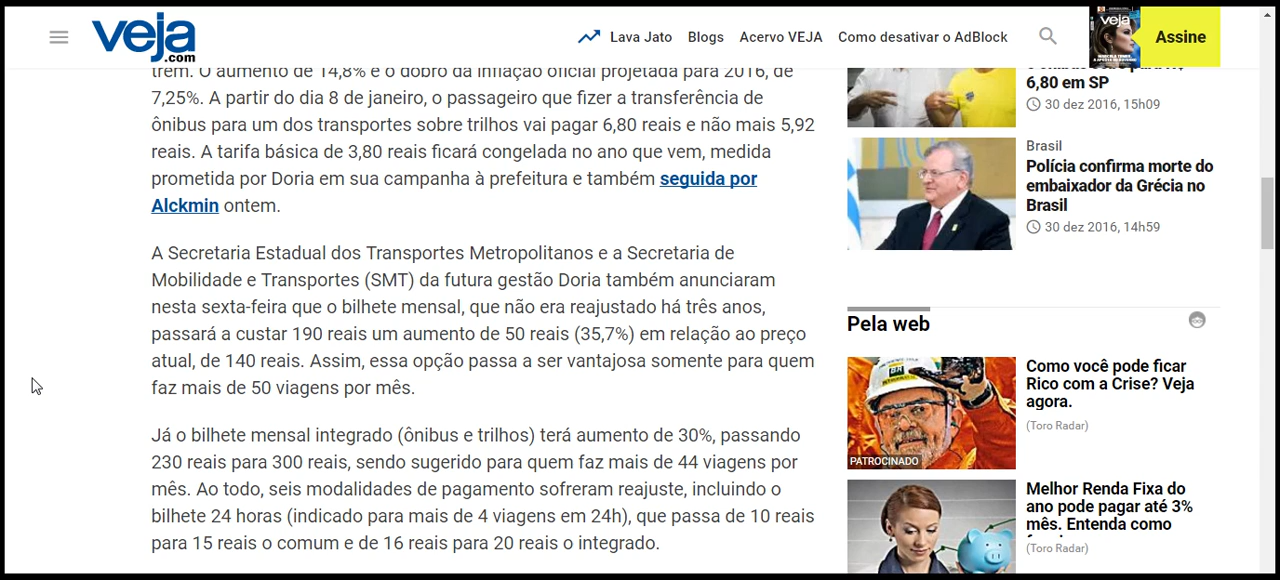 veja
.com
Lava Jato
Blogs
Acervo VEJA
Como desativar o AdBlock
veja
Assine
trem. O aumento de 14,8% é o dobro da inflação oficial projetada para 2016, de
7,25%. A partir do dia 8 de janeiro, o passageiro que fizer a transferência de
ônibus para um dos transportes sobre trilhos vai pagar 6,80 reais e não mais 5,92
reais. A tarifa básica de 3,80 reais ficará congelada no ano que vem, medida
prometida por Doria em sua campanha à prefeitura e também seguida por
Alckmin ontem.
A Secretaria Estadual dos Transportes Metropolitanos e a Secretaria de
Mobilidade e Transportes (SMT) da futura gestão Doria também anunciaram
nesta sexta-feira que o bilhete mensal, que não era reajustado há três anos,
passará a custar 190 reais um aumento de 50 reais (35,7%) em relação ao preço
atual, de 140 reais. Assim, essa opção passa a ser vantajosa somente para quem
faz mais de 50 viagens por mês.
Já o bilhete mensal integrado (ônibus e trilhos) terá aumento de 30%, passando
230 reais para 300 reais, sendo sugerido para quem faz mais de 44 viagens por
mês. Ao todo, seis modalidades de pagamento sofreram reajuste, incluindo o
bilhete 24 horas (indicado para mais de 4 viagens em 24h), que passa de 10 reais
para 15 reais o comum e de 16 reais para 20 reais o integrado.
6,80 em SP
30 dez 2016, 15h09
Brasil
Polícia confirma morte do
embaixador da Grécia no
Brasil
30 dez 2016, 14h59
Pela web
BR
PATROCINADO
Como você pode ficar
Rico com a Crise? Veja
agora.
(Toro Radar)
Melhor Renda Fixa do
ano pode pagar até 3%
mês. Entenda como
(Toro Radar)